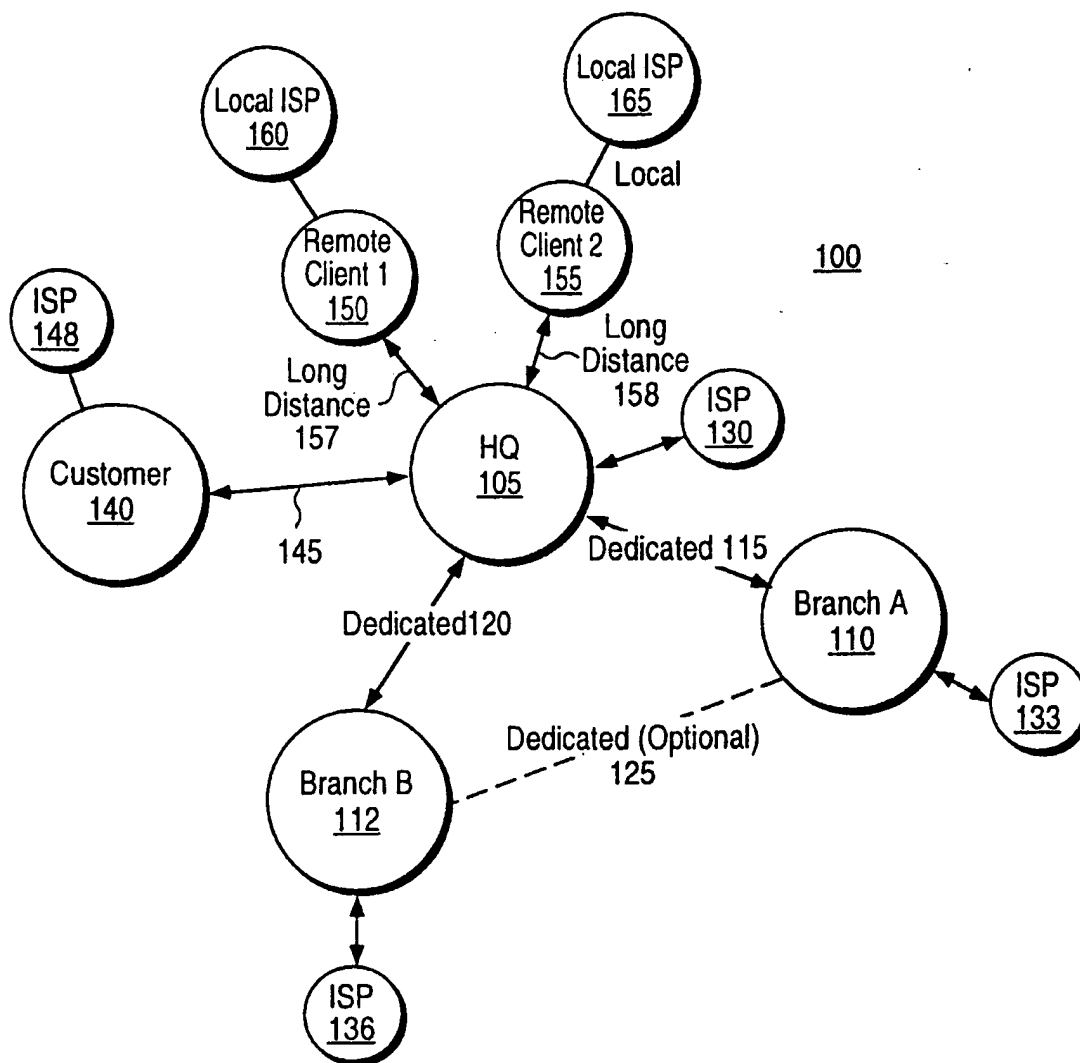 Local ISP
160
Local ISP
165
Local
Remote
Client 1
150
Remote
Client 2
155
100
ISP
148
Long
Distance
157
Long
Distance
158
ISP
130
Customer
140
HQ
105
145
Dedicated 115
Dedicated120
Branch A
110
ISP
133
Dedicated (Optional)
125
Branch B
112
ISP
136